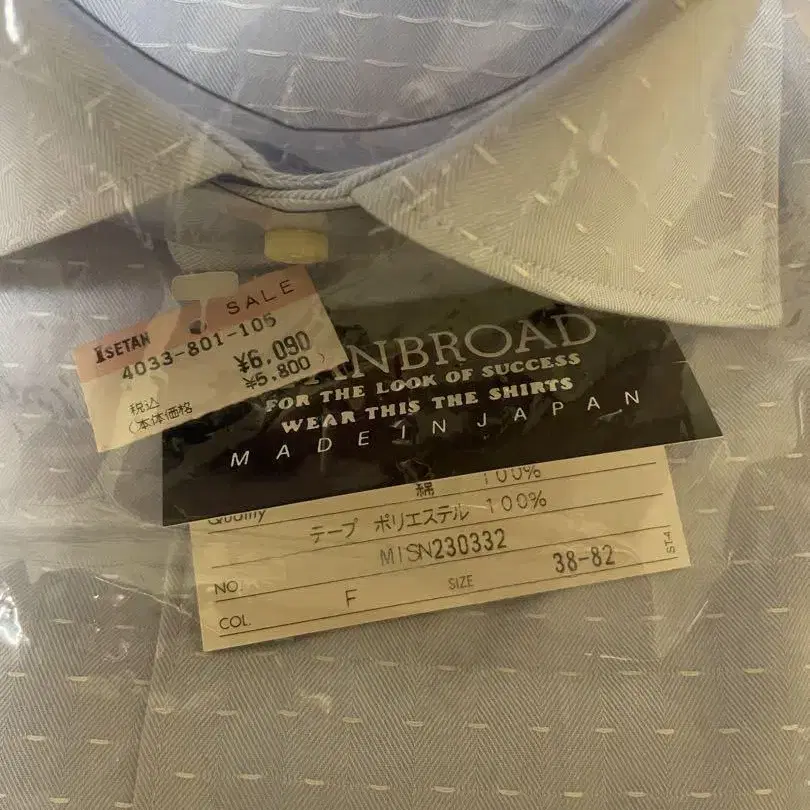 ISETAN SALE
4033-801-105
¥6,090
¥5,800)
税込
(本体価格
ANBROAD
FOR THE LOOK OF SUCCESS
WEAR THIS THE SHIRTS
MADE IN JAPAN
Quality 綿 100%
テープ ポリエステル 100%
NO. MISN230332
COL. F SIZE 38-82